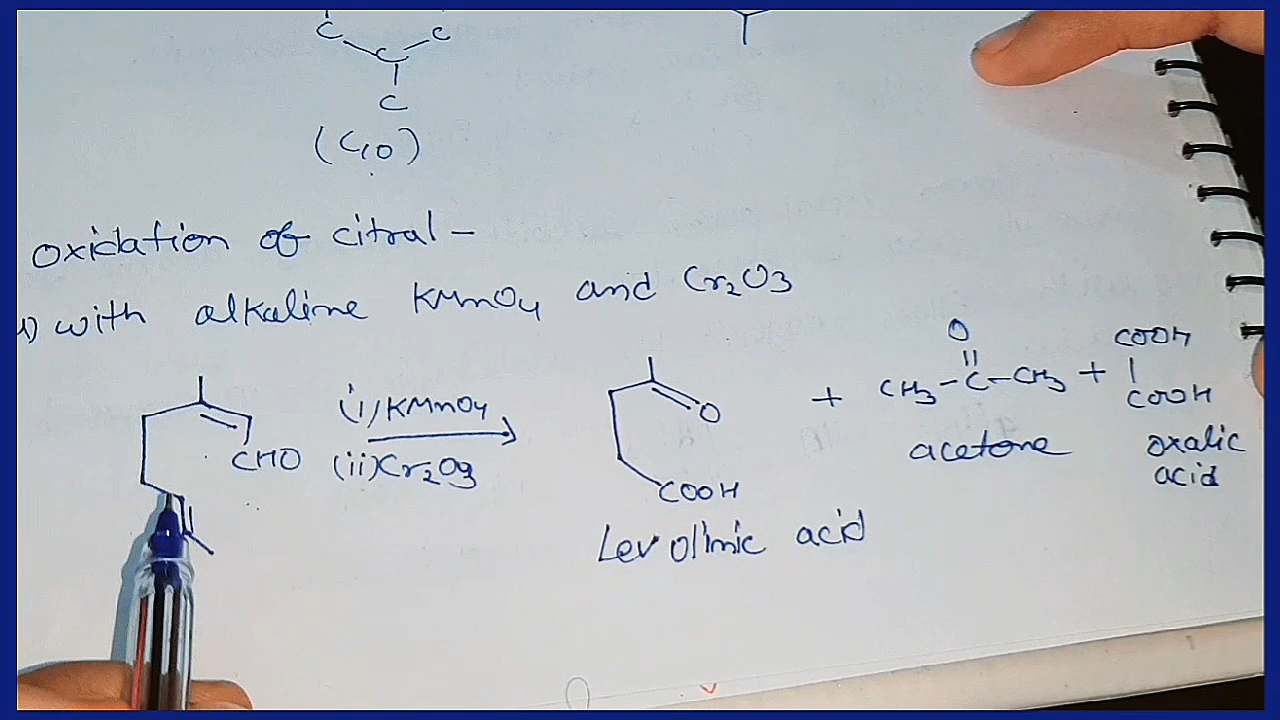 C C
C
C
(C10)
oxidation of citral -
1) with alkaline KMnO4 and Cr2O3
O
COOH
(i) KMnO4
O + CH3-C-CH3 + COOH
CHO (ii) Cr2O3
acetone oxalic
acid
COOH
Levolinic acid